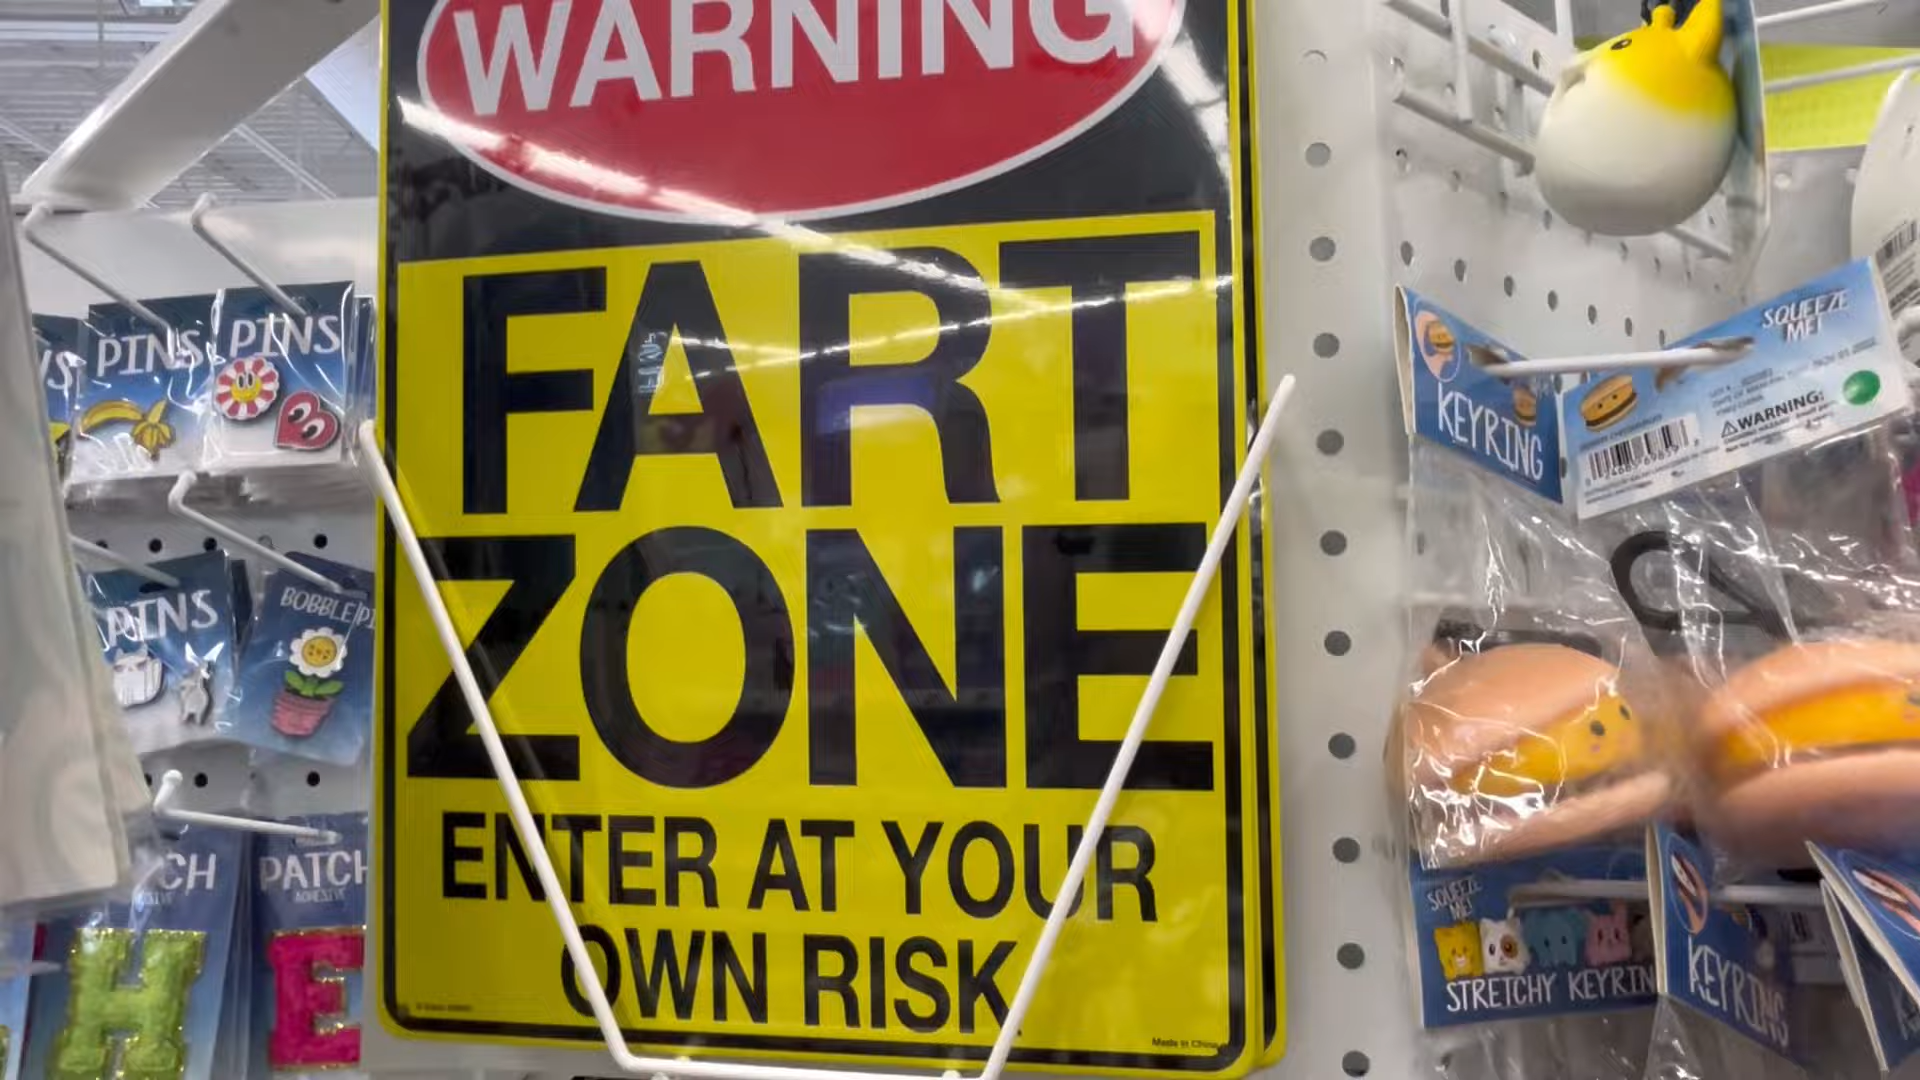 WARNING
FART
ZONE
ENTER AT YOUR
OWN RISK
Made in China
PINS
PINS
PINS
BOBBLE
PATCH
ADHESIVE
H
E
KEYRING
SQUEEZE
ME!
WARNING:
SQUEEZE
ME!
STRETCHY KEYRIN
KEYRING